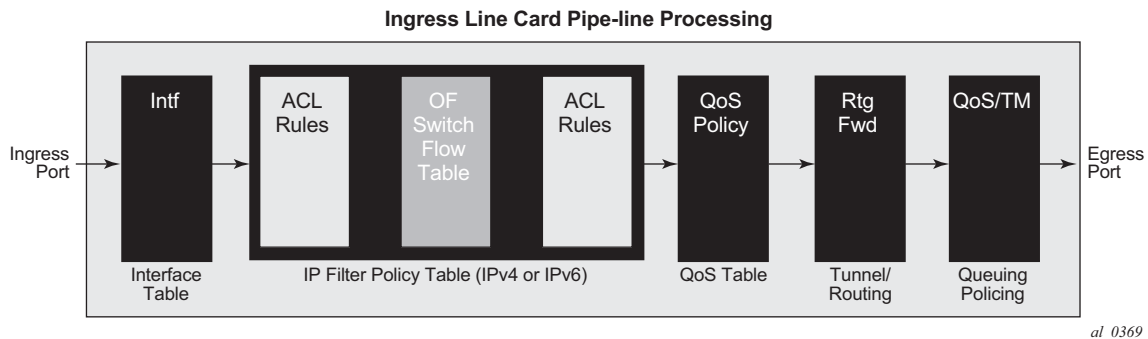 Ingress Line Card Pipe-line Processing
Ingress
Port
Intf
Interface
Table
ACL
Rules
OF
Switch
Flow
Table
ACL
Rules
IP Filter Policy Table (IPv4 or IPv6)
QoS
Policy
QoS Table
Rtg
Fwd
Tunnel/
Routing
QoS/TM
Queuing
Policing
Egress
Port
al_0369